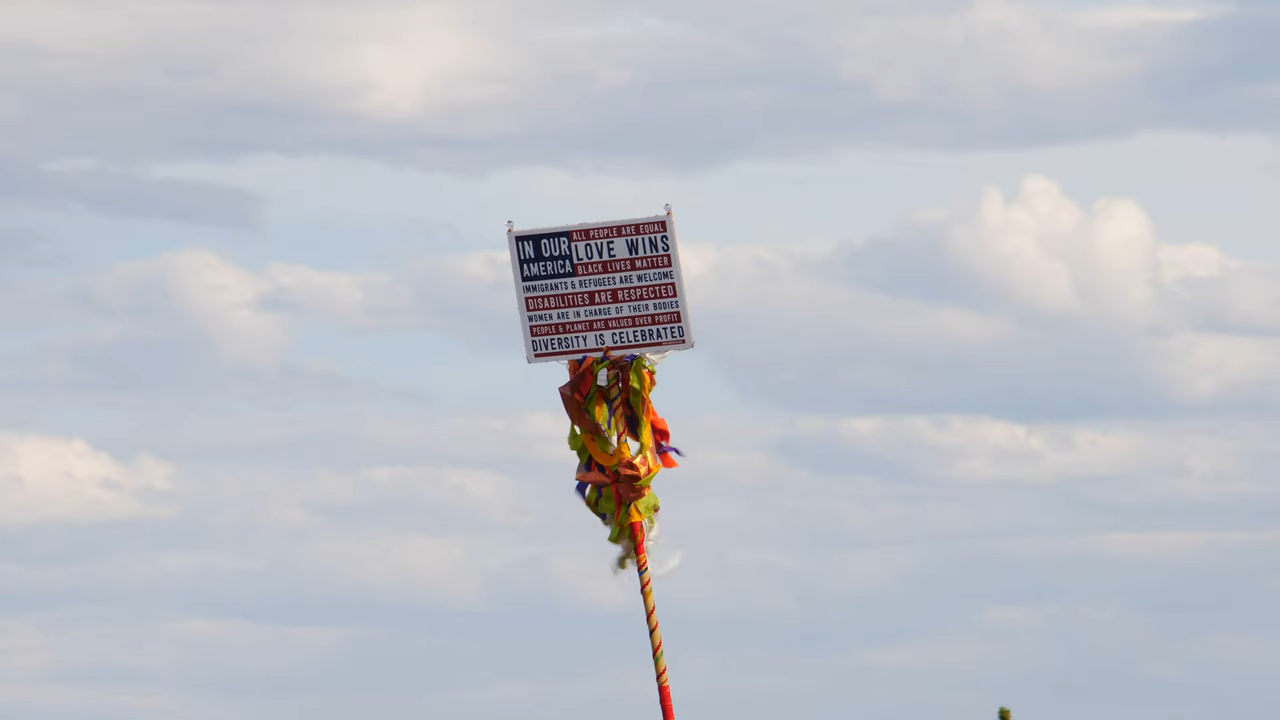 IN OUR
AMERICA
ALL PEOPLE ARE EQUAL
LOVE WINS
BLACK LIVES MATTER
IMMIGRANTS & REFUGEES ARE WELCOME
DISABILITIES ARE RESPECTED
WOMEN ARE IN CHARGE OF THEIR BODIES
PEOPLE & PLANET ARE VALUED OVER PROFIT
DIVERSITY IS CELEBRATED